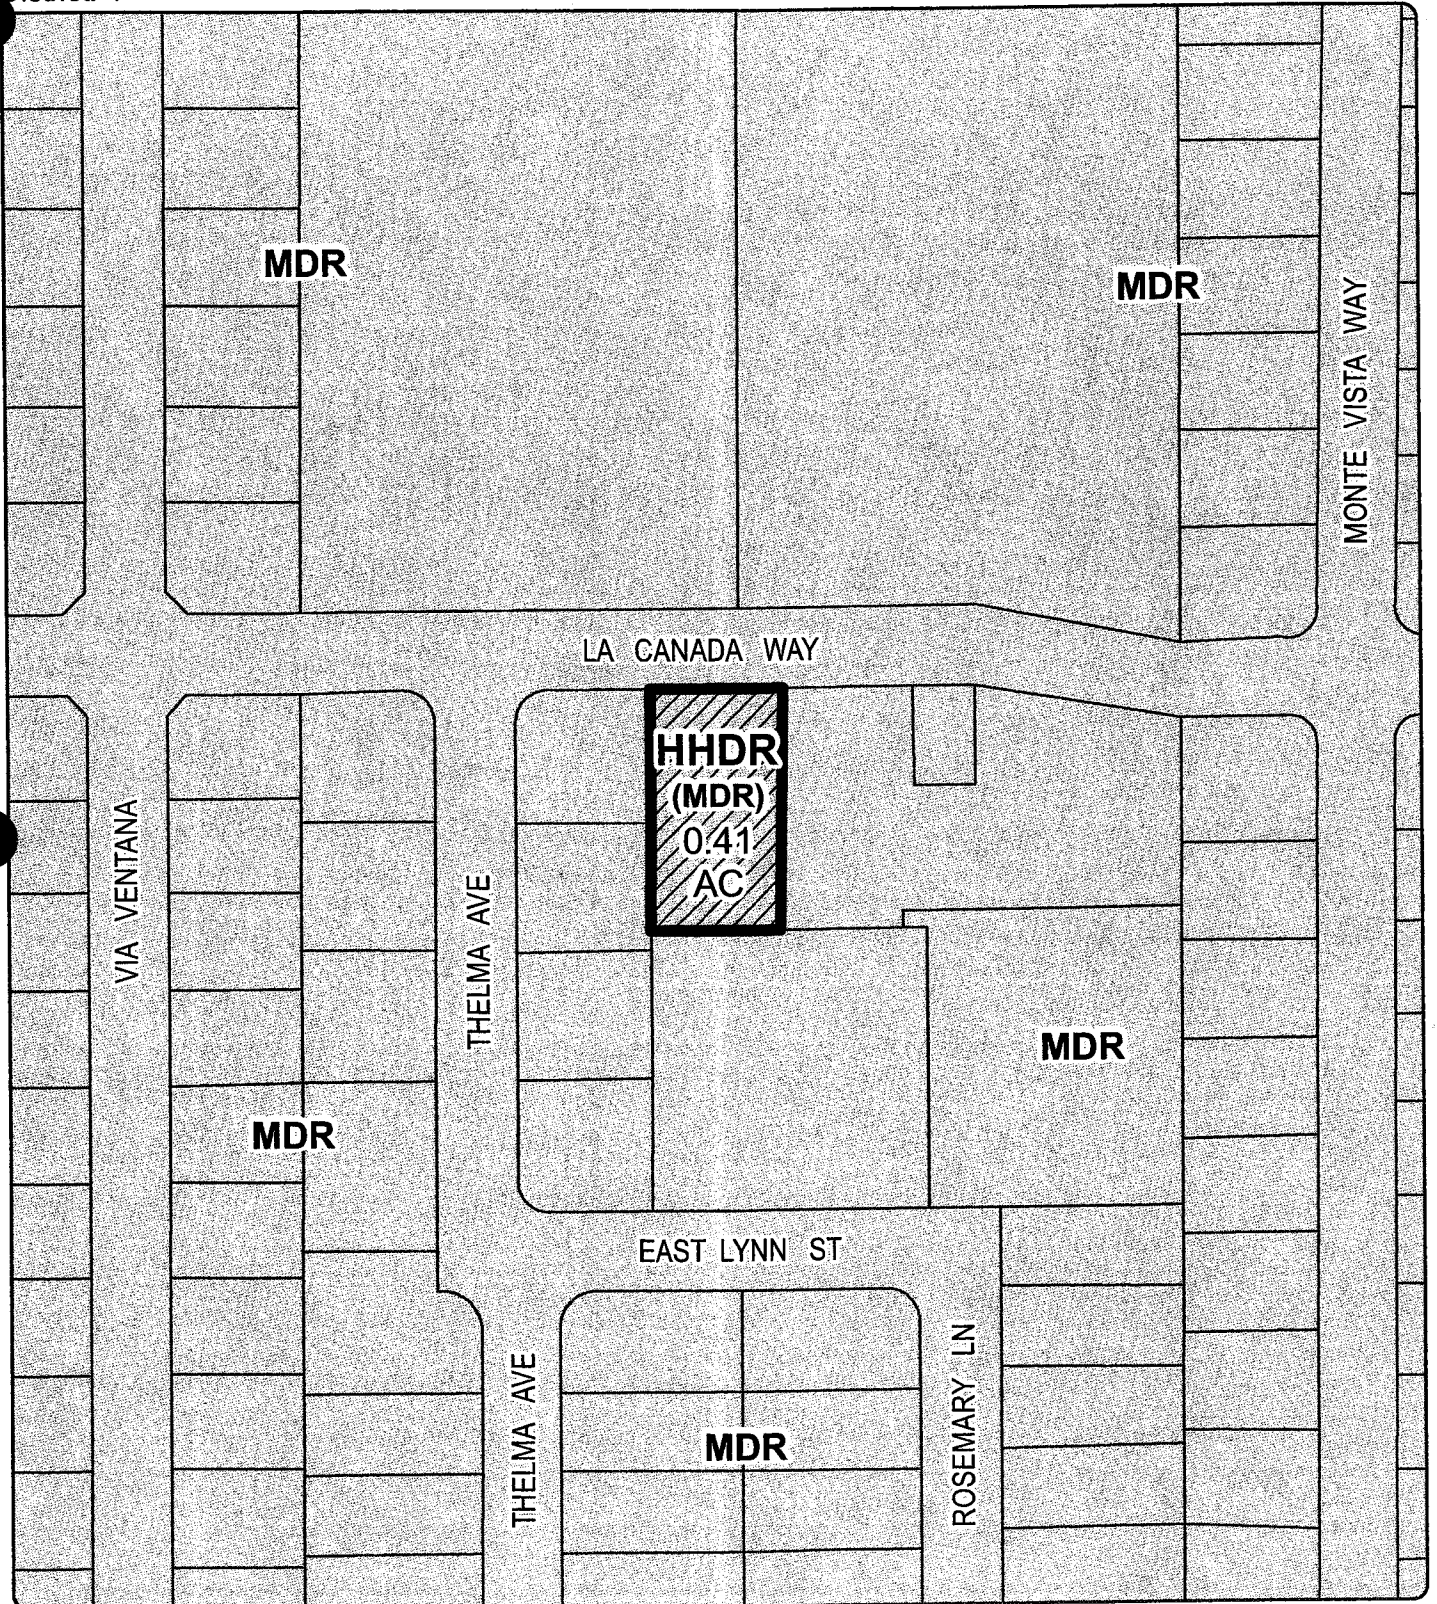 MDR
MDR
MONTE VISTA WAY
LA CANADA WAY
HHDR
(MDR)
0.41
AC
VIA VENTANA
THELMA AVE
MDR
MDR
EAST LYNN ST
THELMA AVE
ROSEMARY LN
MDR